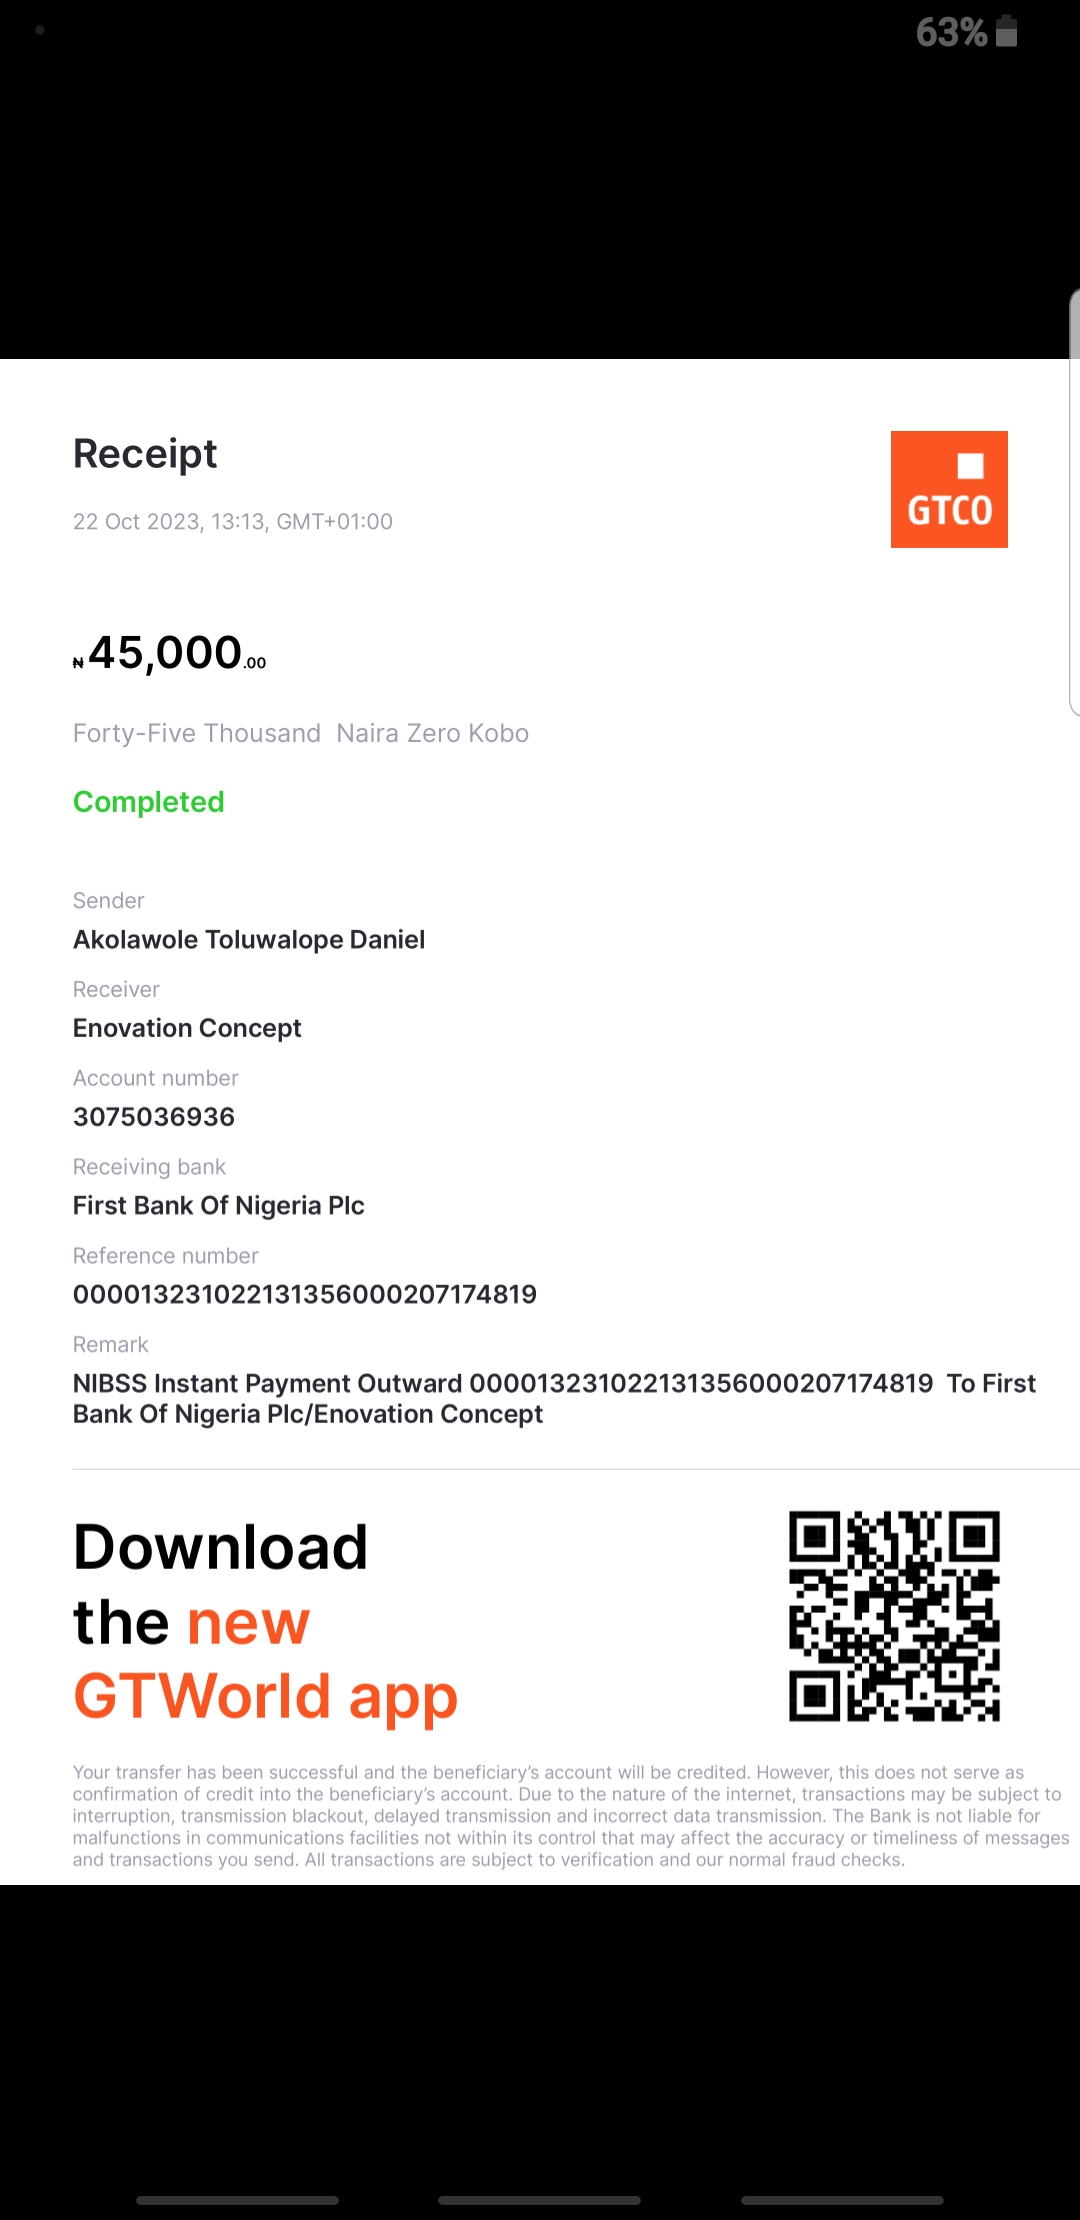 63%
Receipt
GTCO
22 Oct 2023, 13:13, GMT+01:00
₦45,000.00
Forty-Five Thousand  Naira Zero Kobo
Completed
Sender
Akolawole Toluwalope Daniel
Receiver
Enovation Concept
Account number
3075036936
Receiving bank
First Bank Of Nigeria Plc
Reference number
000013231022131356000207174819
Remark
NIBSS Instant Payment Outward 000013231022131356000207174819  To First
Bank Of Nigeria Plc/Enovation Concept
Download
the new
GTWorld app
Your transfer has been successful and the beneficiary’s account will be credited. However, this does not serve as
confirmation of credit into the beneficiary’s account. Due to the nature of the internet, transactions may be subject to
interruption, transmission blackout, delayed transmission and incorrect data transmission. The Bank is not liable for
malfunctions in communications facilities not within its control that may affect the accuracy or timeliness of messages
and transactions you send. All transactions are subject to verification and our normal fraud checks.